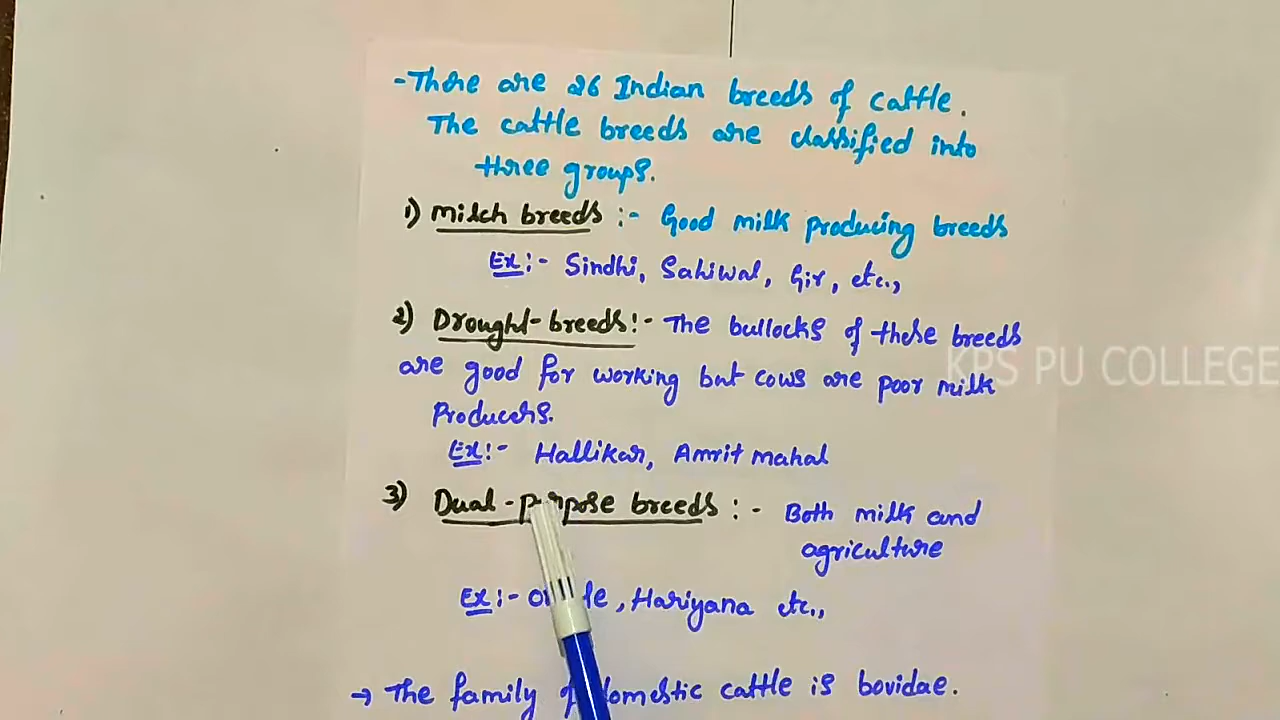 - There are 26 Indian breeds of cattle.
The cattle breeds are classified into
three groups.
1) Milch breeds :- Good milk producing breeds
Ex:- Sindhi, Sahiwal, Gir, etc.,
2) Drought-breeds:- The bullocks of these breeds
are good for working but cows are poor milk
Producers.
Ex:- Hallikar, Amrit mahal
3) Dual-purpose breeds :- Both milk and
agriculture
Ex:- Hariyana etc.,
→ The family of domestic cattle is bovidae.
KPS PU COLLEGE